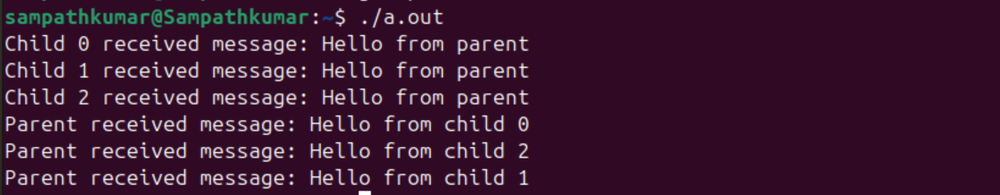 sampathkumar@Sampathkumar:~$ ./a.out
Child 0 received message: Hello from parent
Child 1 received message: Hello from parent
Child 2 received message: Hello from parent
Parent received message: Hello from child 0
Parent received message: Hello from child 2
Parent received message: Hello from child 1